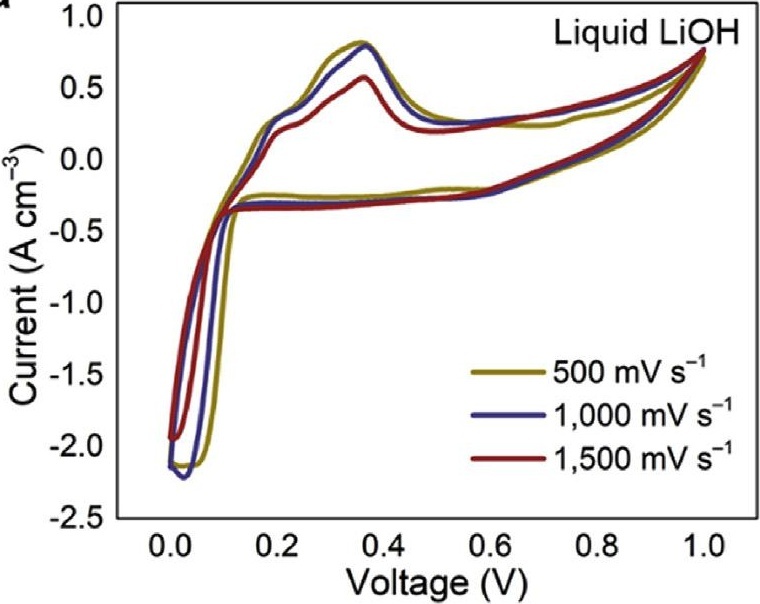 Liquid LiOH
Current (A cm⁻³)
1.0
0.5
0.0
-0.5
-1.0
-1.5
-2.0
-2.5
500 mV s⁻¹
1,000 mV s⁻¹
1,500 mV s⁻¹
0.0 0.2 0.4 0.6 0.8 1.0
Voltage (V)